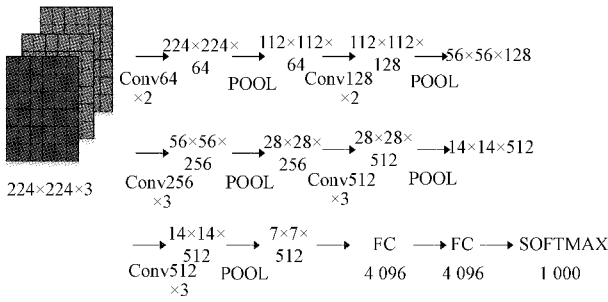 224×224× 112×112× 112×112× 56×56×128
64 64 128
Conv64 POOL Conv128 POOL
×2 ×2
56×56× 28×28× 28×28× 14×14×512
256 256 512
Conv256 POOL Conv512 POOL
×3 ×3
224×224×3
14×14× 7×7× FC FC SOFTMAX
512 512 4 096 4 096 1 000
Conv512 POOL
×3